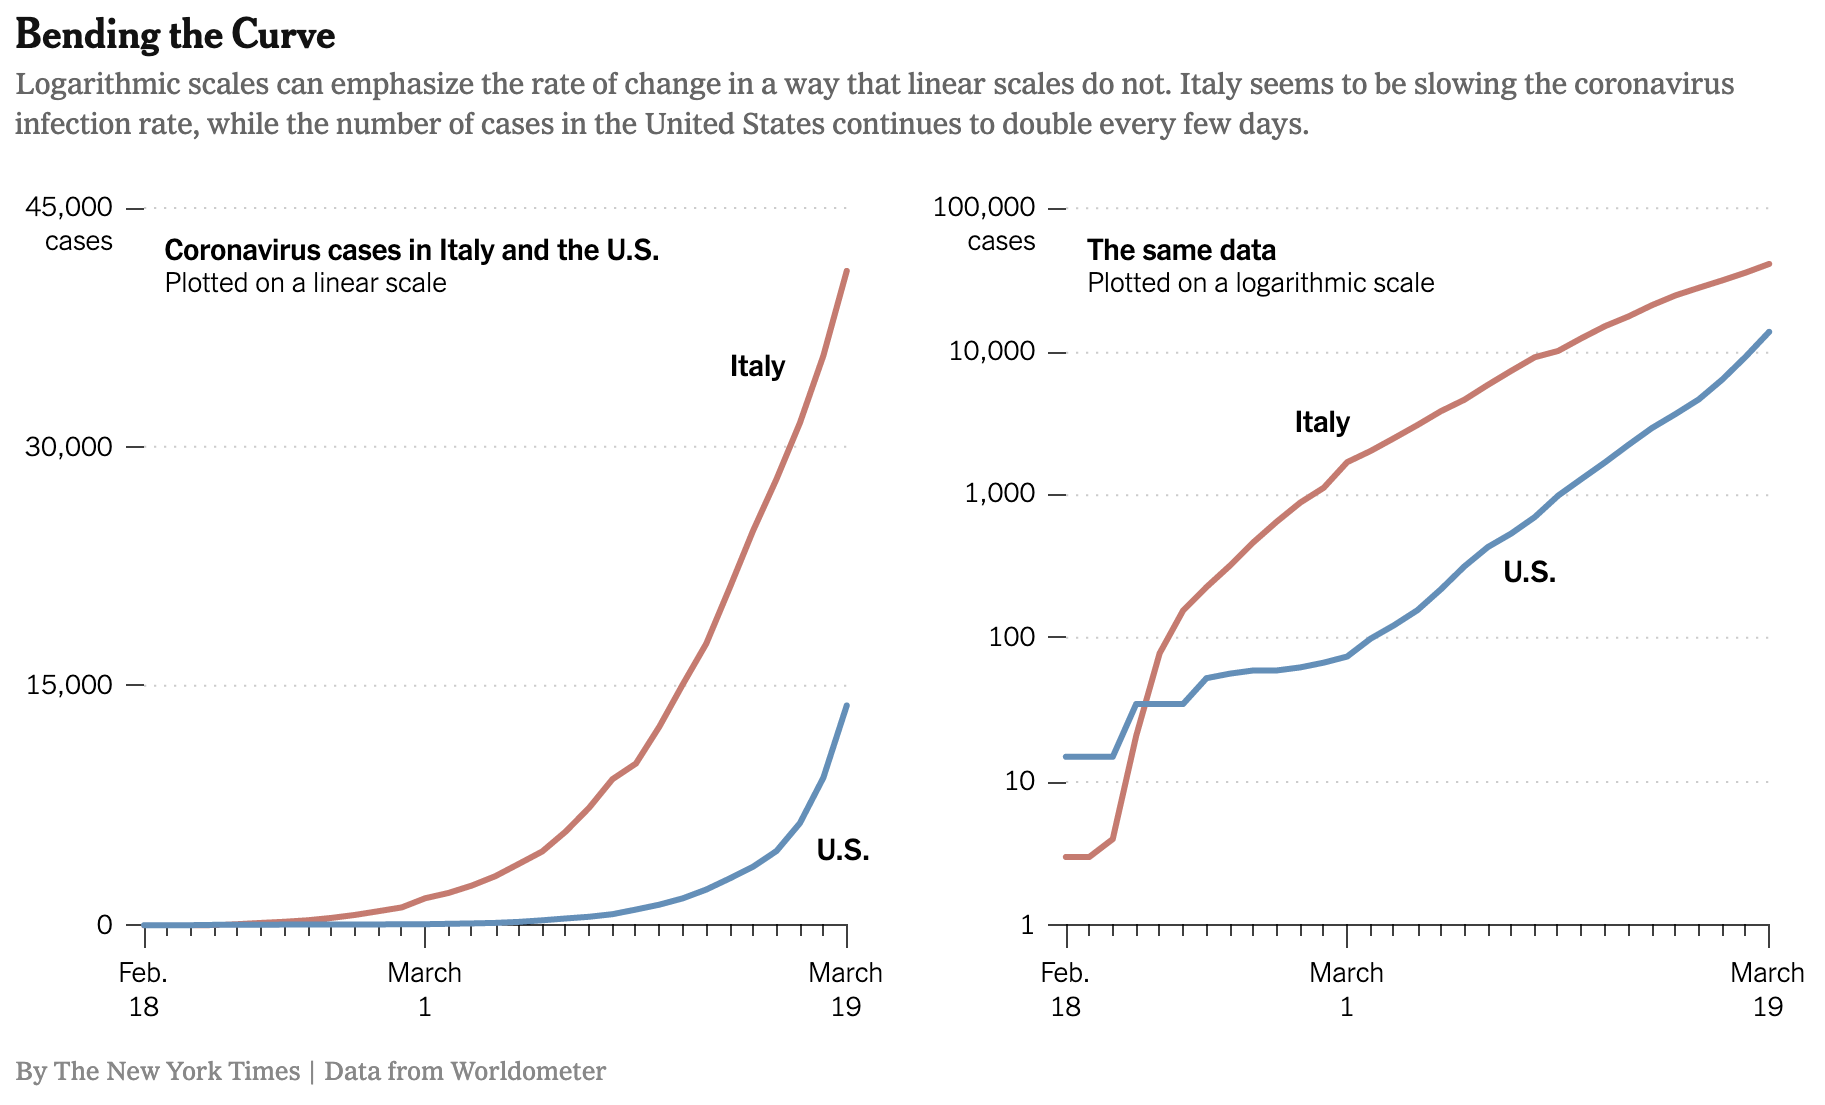 Bending the Curve
Logarithmic scales can emphasize the rate of change in a way that linear scales do not. Italy seems to be slowing the coronavirus
infection rate, while the number of cases in the United States continues to double every few days.
45,000
cases
Coronavirus cases in Italy and the U.S.
Plotted on a linear scale
Italy
30,000
15,000
U.S.
0
Feb.
18
March
1
March
19
100,000
cases
The same data
Plotted on a logarithmic scale
10,000
Italy
1,000
U.S.
100
10
1
Feb.
18
March
1
March
19
By The New York Times | Data from Worldometer